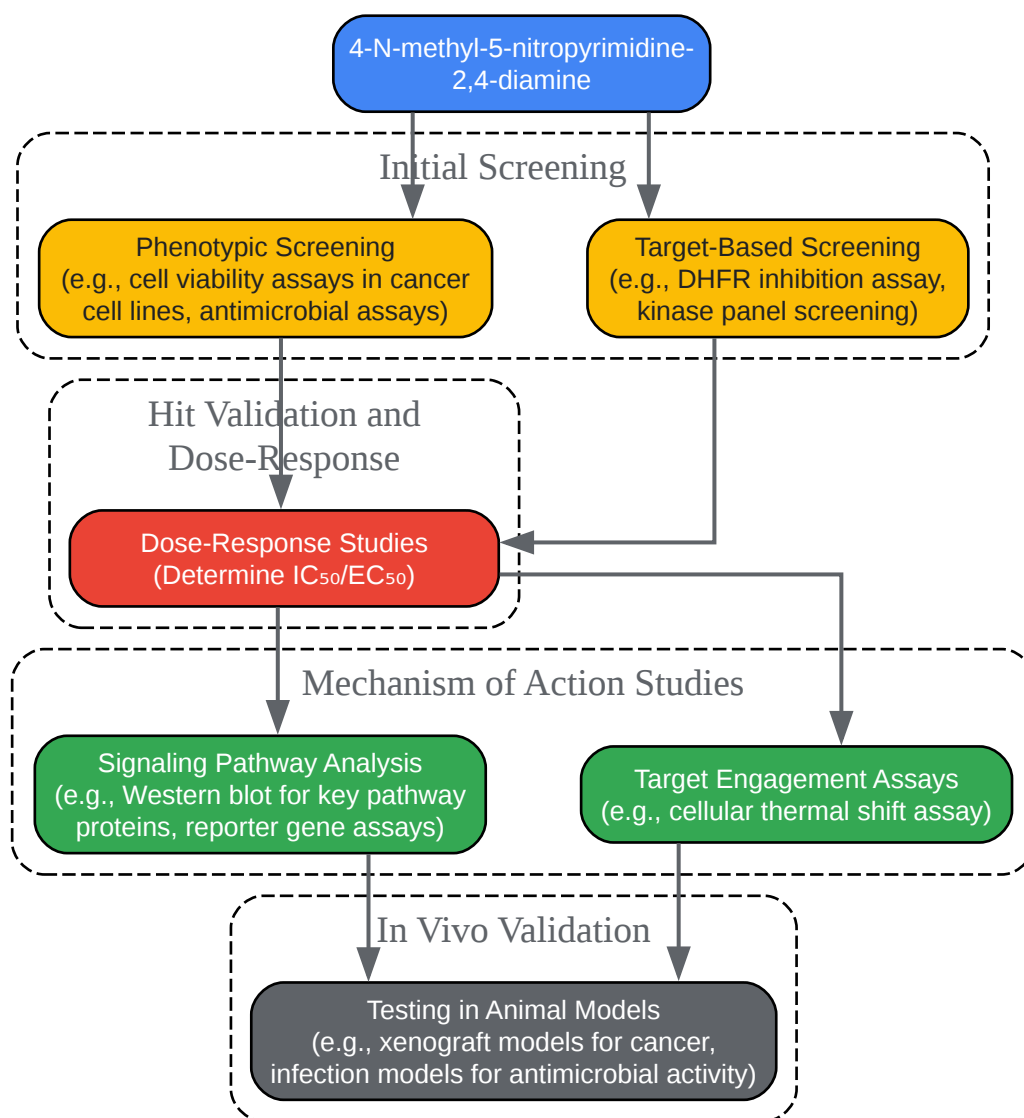 4-N-methyl-5-nitropyrimidine-
2,4-diamine
Initial Screening
Phenotypic Screening
(e.g., cell viability assays in cancer
cell lines, antimicrobial assays)
Target-Based Screening
(e.g., DHFR inhibition assay,
kinase panel screening)
Hit Validation and
Dose-Response
Dose-Response Studies
(Determine IC₅₀/EC₅₀)
Mechanism of Action Studies
Signaling Pathway Analysis
(e.g., Western blot for key pathway
proteins, reporter gene assays)
Target Engagement Assays
(e.g., cellular thermal shift assay)
In Vivo Validation
Testing in Animal Models
(e.g., xenograft models for cancer,
infection models for antimicrobial activity)